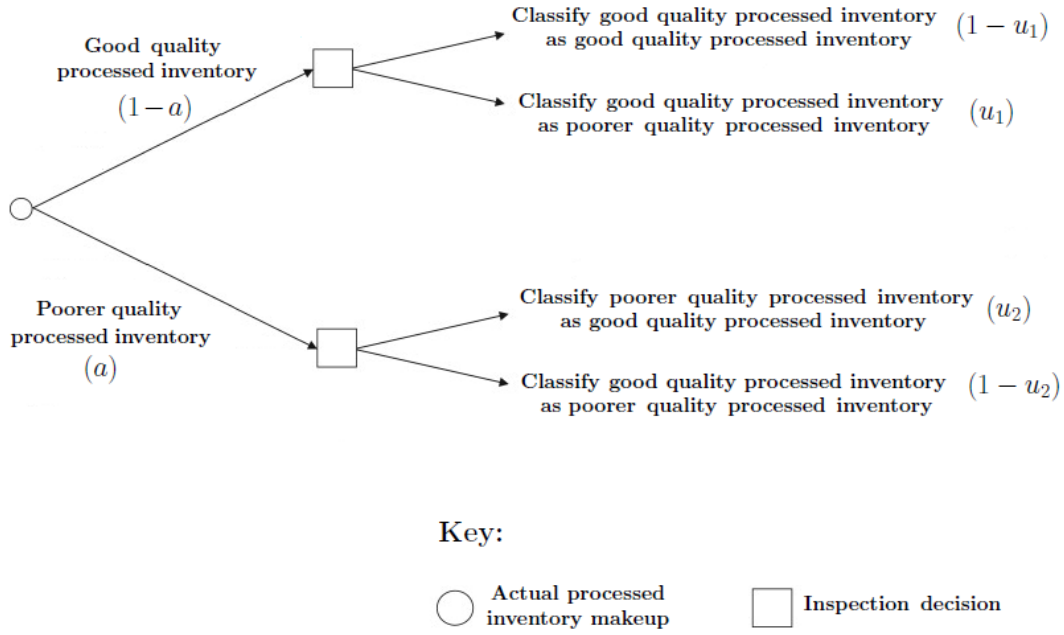 Classify good quality processed inventory
as good quality processed inventory
(1 − u₁)
Good quality
processed inventory
(1−a)
Classify good quality processed inventory
as poorer quality processed inventory
(u₁)
Poorer quality
processed inventory
(a)
Classify poorer quality processed inventory
as good quality processed inventory
(u₂)
Classify good quality processed inventory
as poorer quality processed inventory
(1 − u₂)
Key:
Actual processed
inventory makeup
Inspection decision